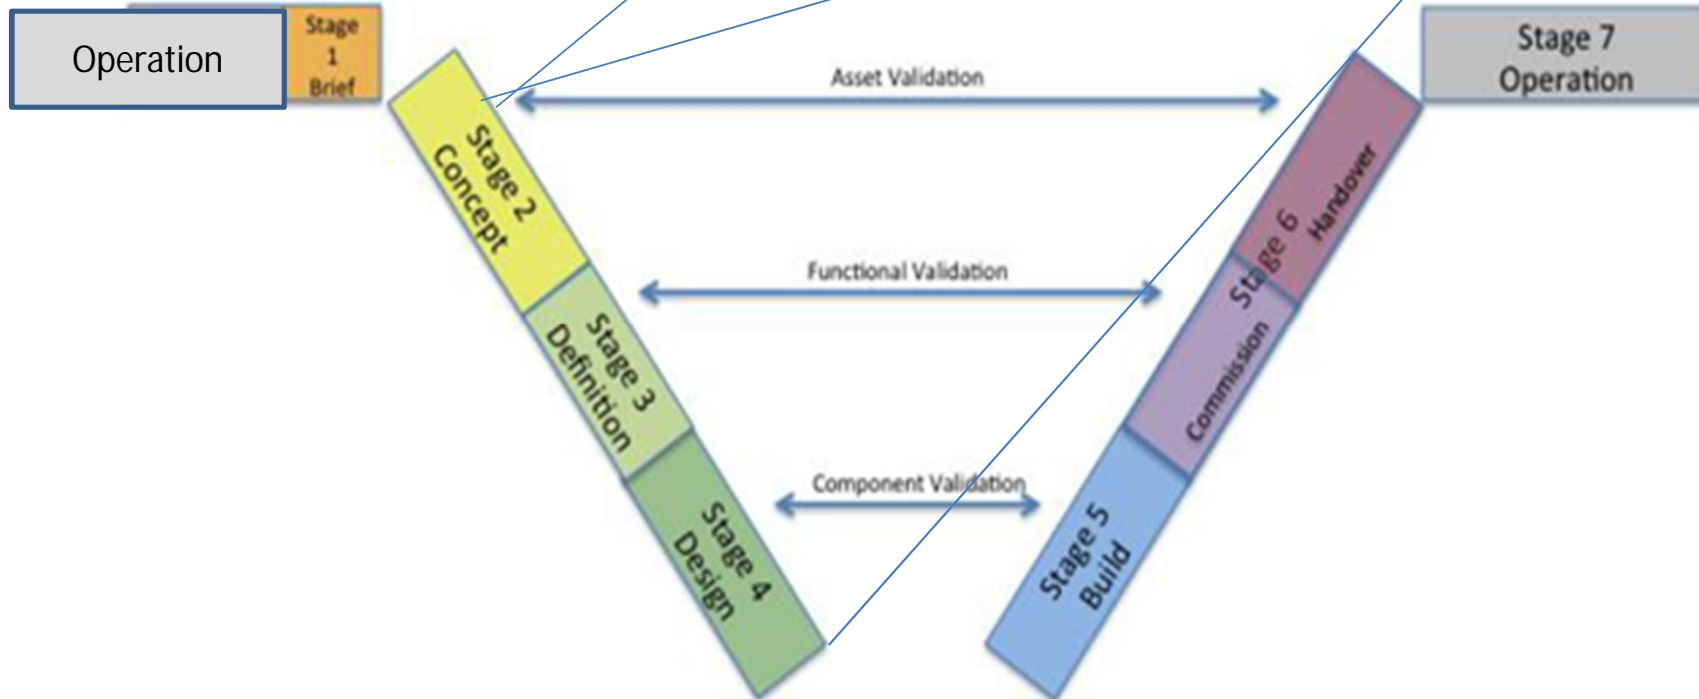 Operation
Stage
1
Brief
Stage 2
Concept
Asset Validation
Stage 7
Operation
Stage 6
Handover
Functional Validation
Stage 3
Definition
Commission
Component Validation
Stage 4
Design
Stage 5
Build